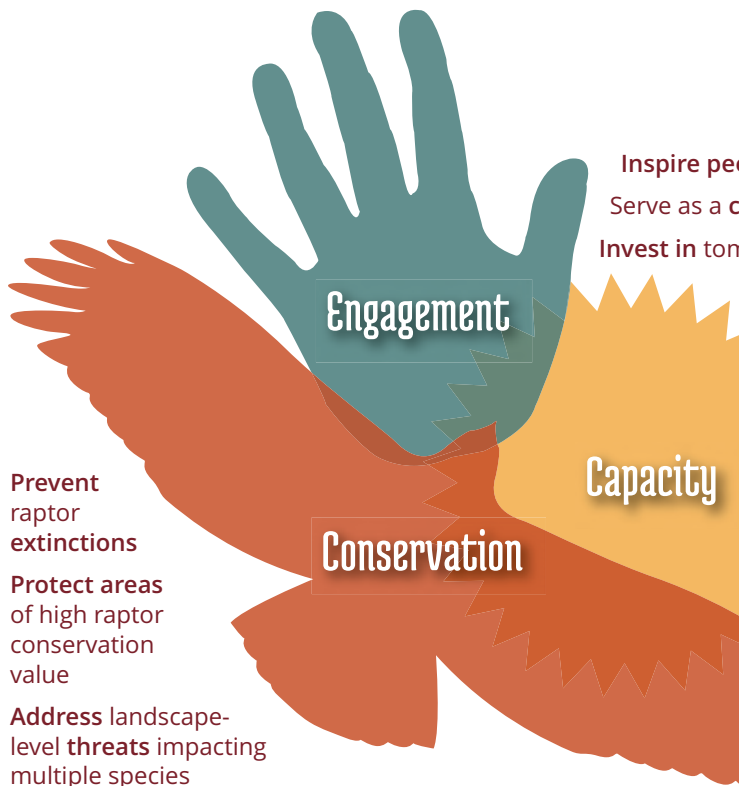 Inspire
Serve as a
Invest in
Engagement
Capacity
Prevent
raptor
extinctions
Conservation
Protect areas
of high raptor
conservation
value
Address landscape-
level threats impacting
multiple species